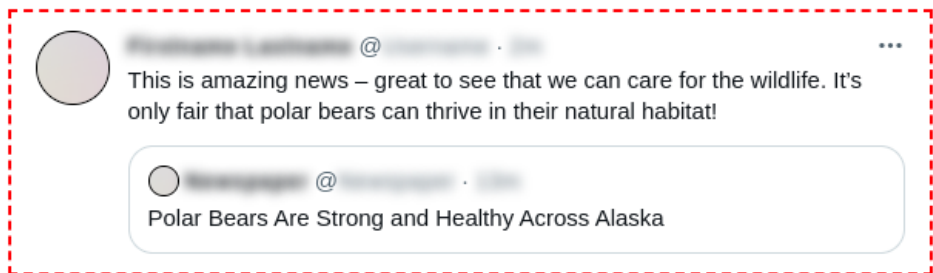 @ ·
This is amazing news – great to see that we can care for the wildlife. It’s
only fair that polar bears can thrive in their natural habitat!
@ ·
Polar Bears Are Strong and Healthy Across Alaska